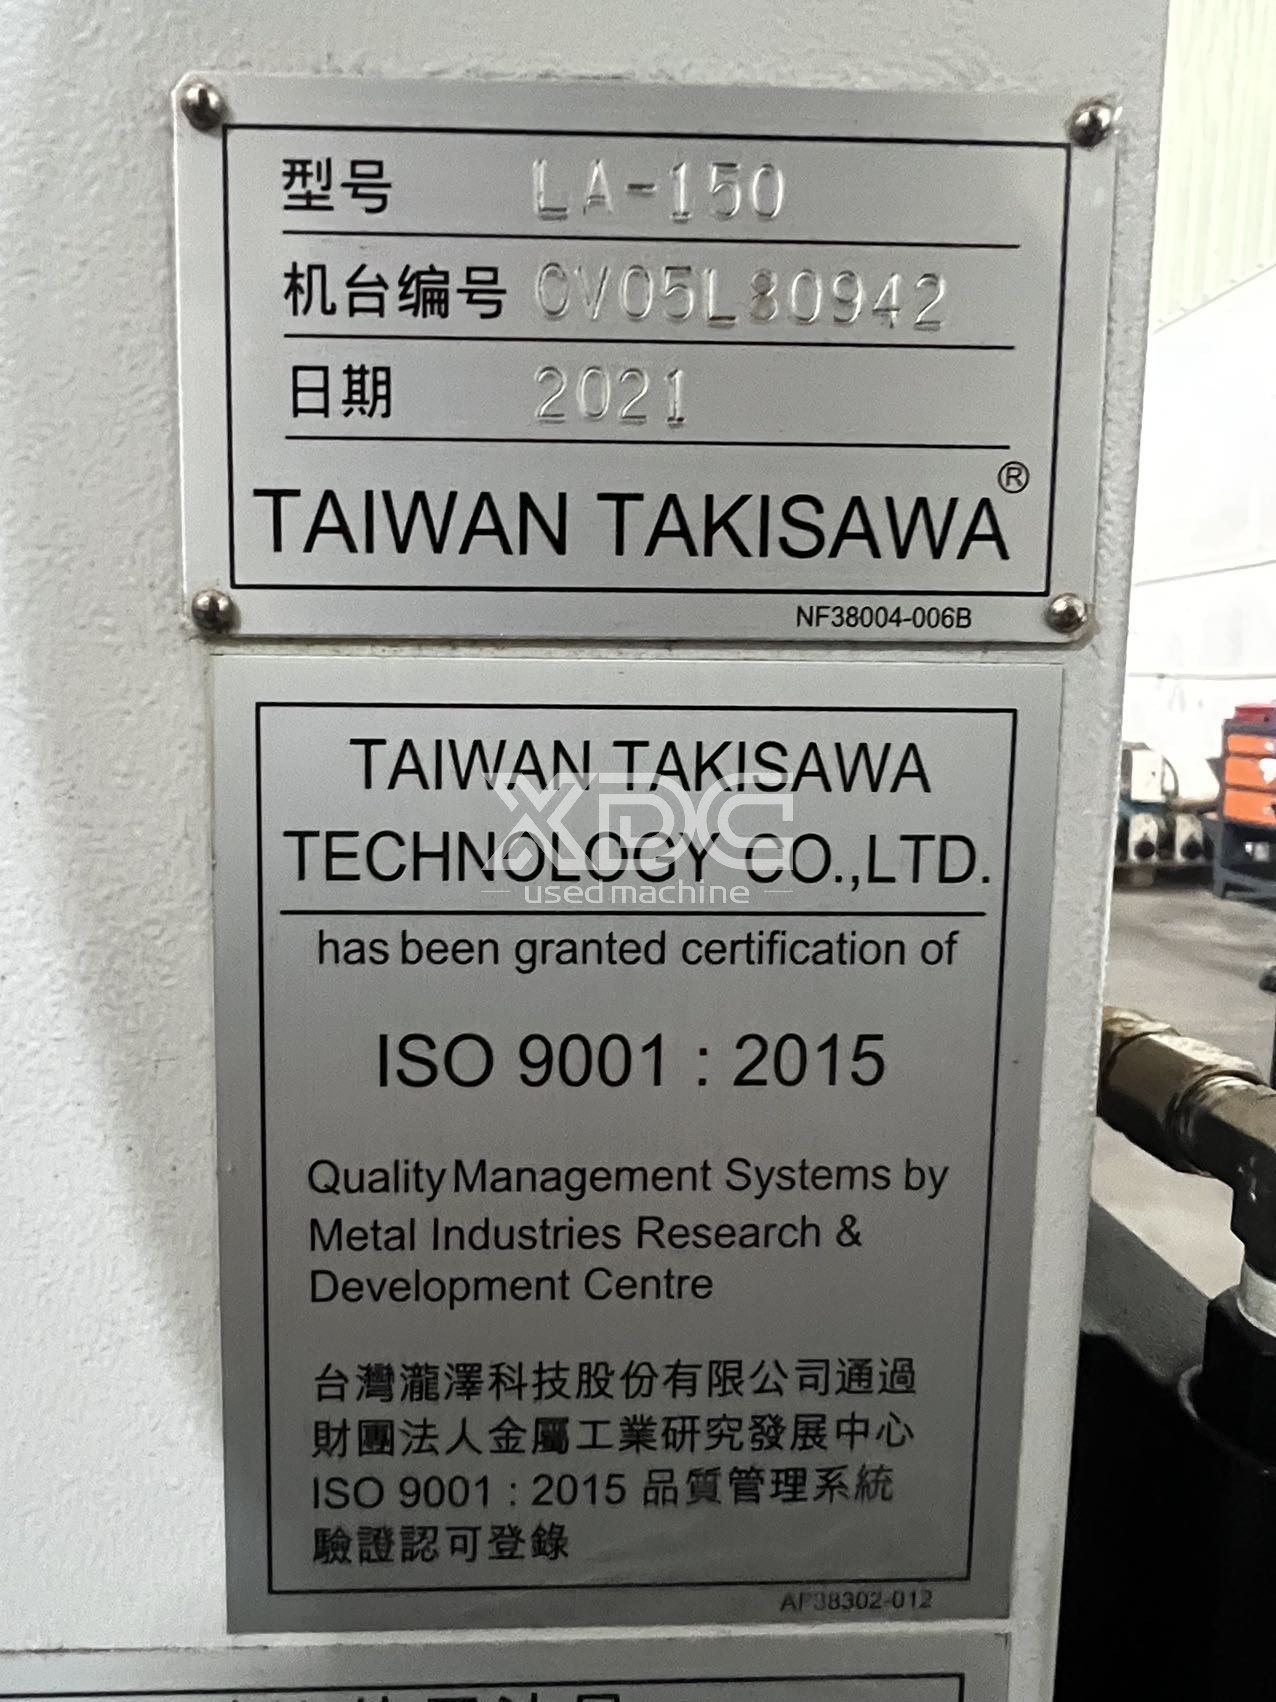 型号 LA-150
机台编号 CV05L80942
日期 2021
TAIWAN TAKISAWA®
NF38004-006B
TAIWAN TAKISAWA
TECHNOLOGY CO.,LTD.
XDC
used machine
has been granted certification of
ISO 9001 : 2015
Quality Management Systems by
Metal Industries Research &
Development Centre
台灣瀧澤科技股份有限公司通過
財團法人金屬工業研究發展中心
ISO 9001 : 2015 品質管理系統
驗證認可登錄
AF38302-012